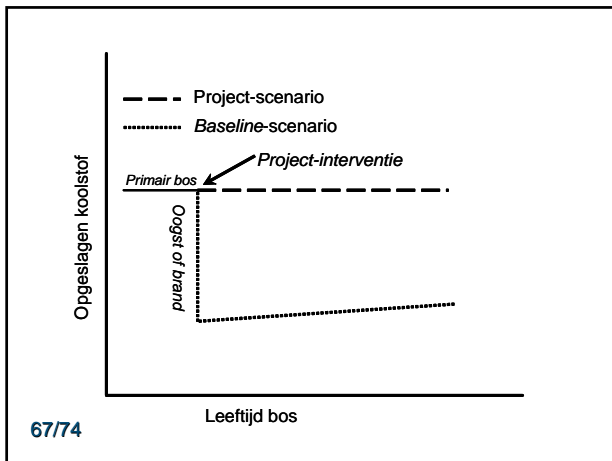 Project-scenario
Baseline-scenario
Project-interventie
Primair bos
Oogst of brand
Opgeslagen koolstof
Leeftijd bos
67/74